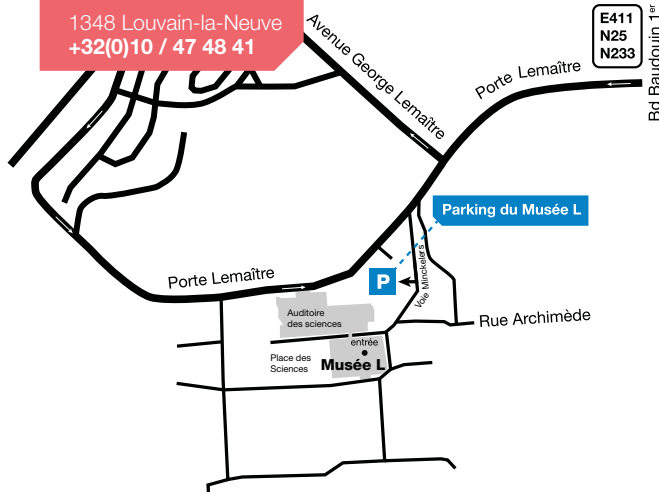 1348 Louvain-la-Neuve
+32(0)10 / 47 48 41
Avenue George Lemaître
Porte Lemaître
E411
N25
N233
Bd Baudouin 1er
Parking du Musée L
P
Voie Minckelers
Porte Lemaître
Rue Archimède
Auditoire
des sciences
entrée
Place des
Sciences
Musée L